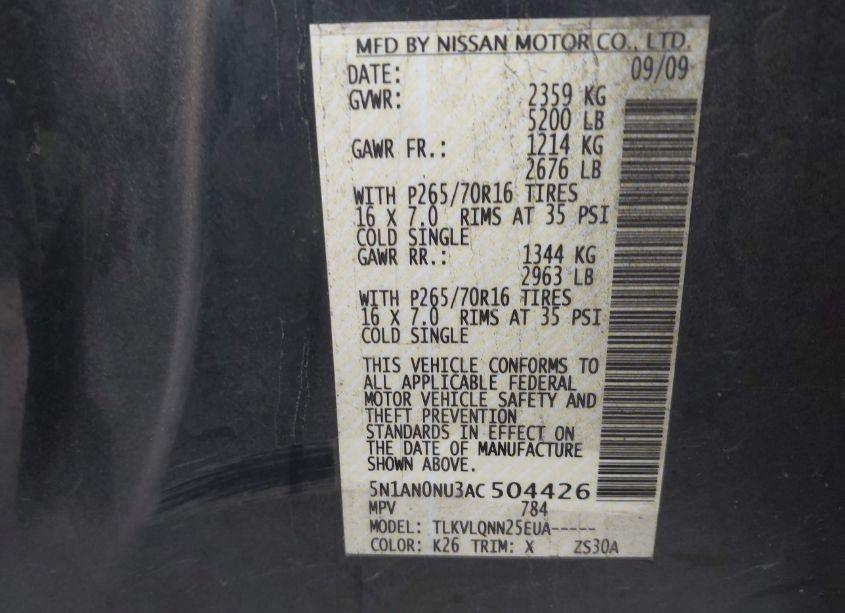 MFD BY NISSAN MOTOR CO., LTD.
DATE: 09/09
GVWR: 2359 KG
5200 LB
GAWR FR.: 1214 KG
2676 LB
WITH P265/70R16 TIRES
16 X 7.0 RIMS AT 35 PSI
COLD SINGLE
GAWR RR.: 1344 KG
2963 LB
WITH P265/70R16 TIRES
16 X 7.0 RIMS AT 35 PSI
COLD SINGLE
THIS VEHICLE CONFORMS TO
ALL APPLICABLE FEDERAL
MOTOR VEHICLE SAFETY AND
THEFT PREVENTION
STANDARDS IN EFFECT ON
THE DATE OF MANUFACTURE
SHOWN ABOVE.
5N1AN0NU3AC504426
MPV 784
MODEL: TLKVLQNN25EUA-----
COLOR: K26 TRIM: X ZS30A